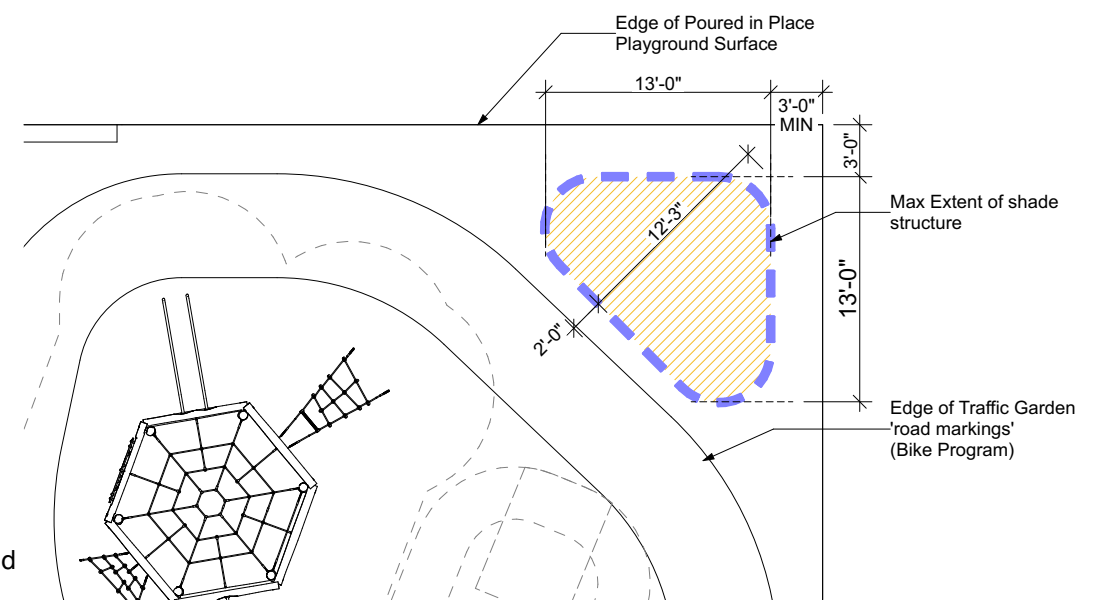 Edge of Poured in Place
Playground Surface
13'-0"
3'-0"
MIN
3'-0"
12'-3"
Max Extent of shade
structure
13'-0"
2'-0"
Edge of Traffic Garden
'road markings'
(Bike Program)
d